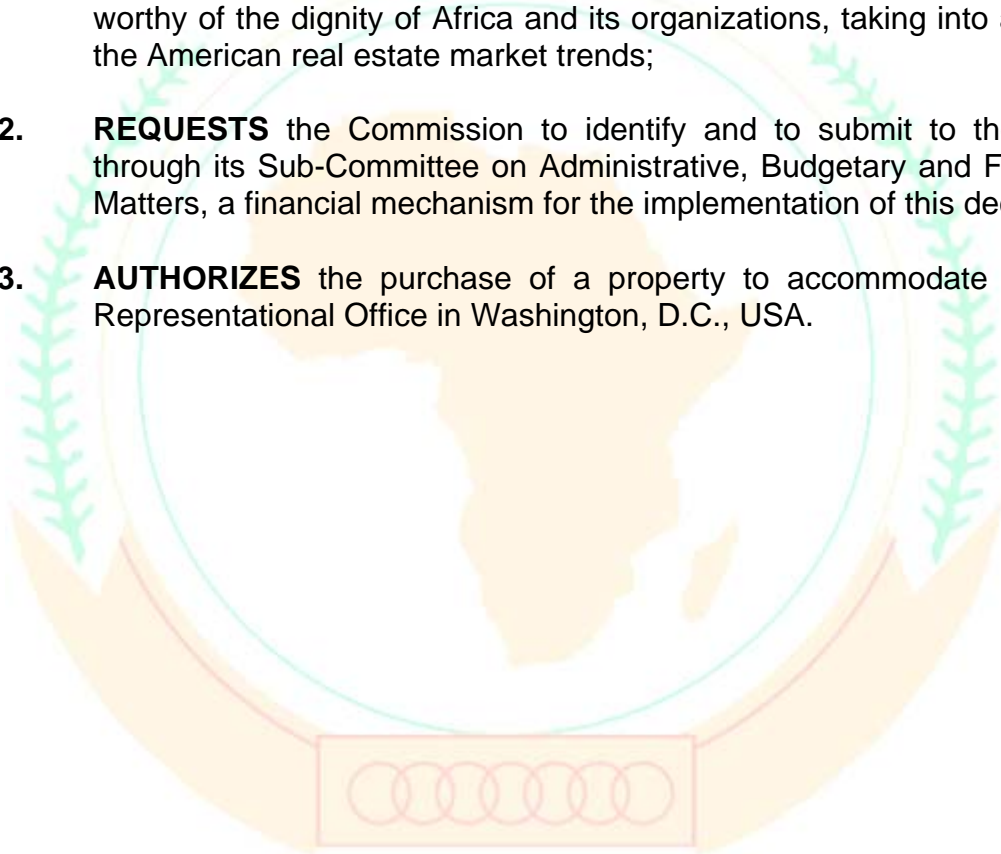 worthy of the dignity of Africa and its organizations, taking into
the American real estate market trends;
2. REQUESTS the Commission to identify and to submit to
through its Sub-Committee on Administrative, Budgetary and
Matters, a financial mechanism for the implementation of this
3. AUTHORIZES the purchase of a property to accommodate
Representational Office in Washington, D.C., USA.